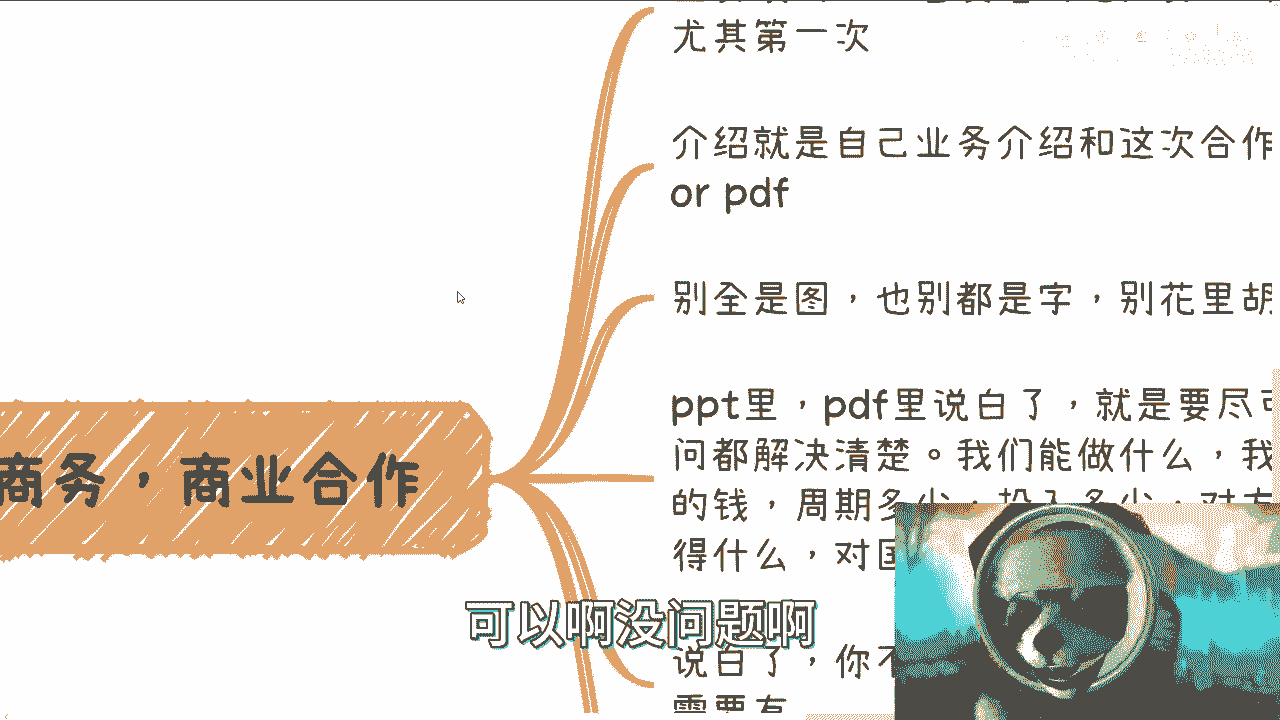 尤其第一次
介绍就是自己业务介绍和这次合作
or pdf
别全是图，也别都是字，别花里胡
ppt里，pdf里说白了，就是要尽可
问都解决清楚。我们能做什么，我
的钱，周期多少，投入多少，对方
得什么，对国
商务，商业合作
可以啊没问题啊
说白了，你不
需要有